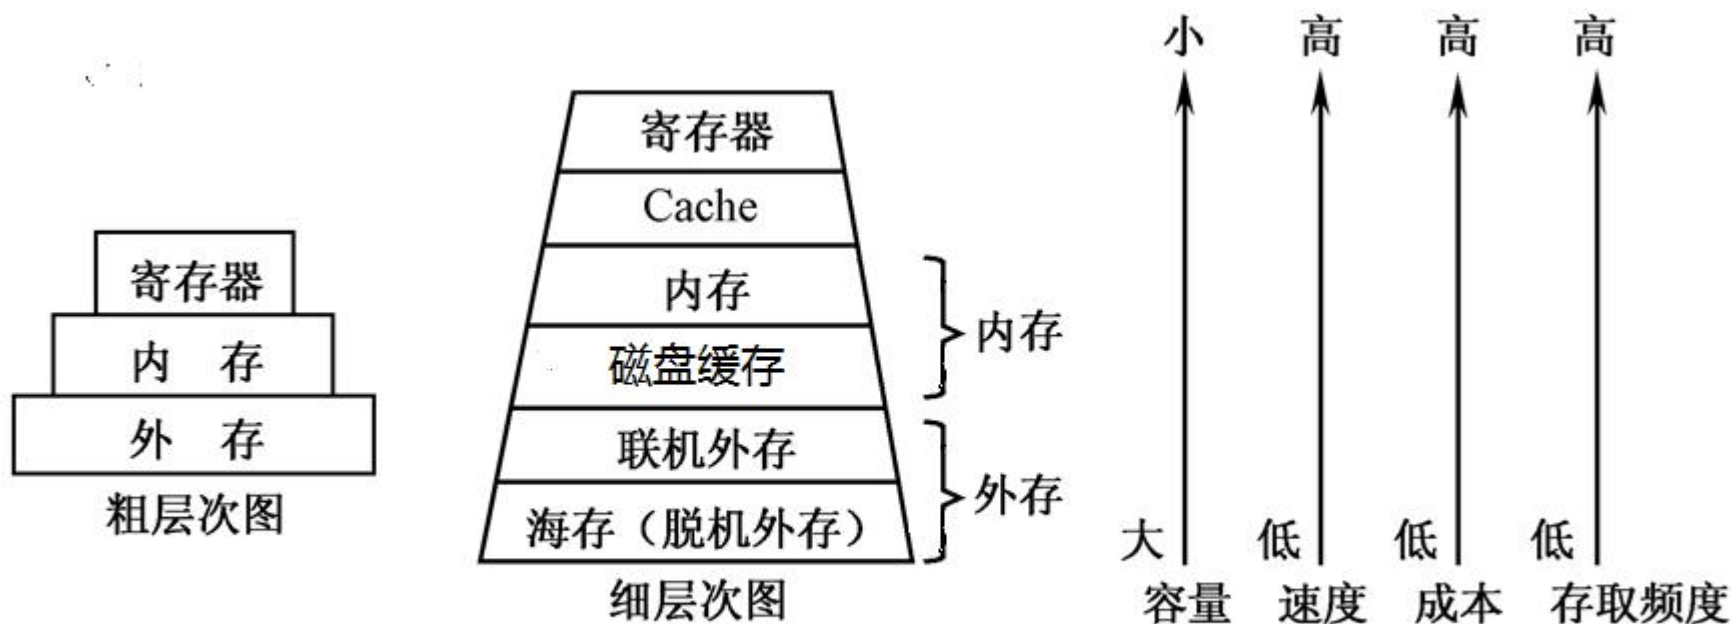 寄存器
内 存
外 存
粗层次图
寄存器
Cache
内存
磁盘缓存
联机外存
海存（脱机外存）
细层次图
内存
外存
小 高 高 高
大 低 低 低
容量 速度 成本 存取频度